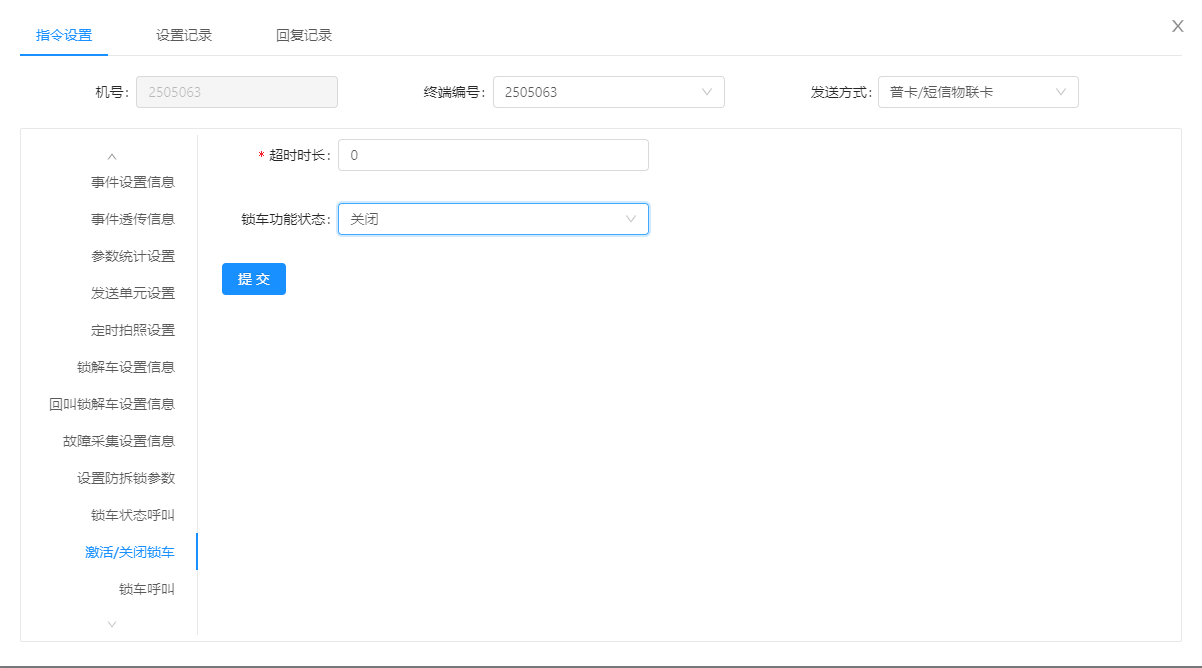 指令设置 设置记录 回复记录
机号: 2505063 终端编号: 2505063 发送方式: 普卡/短信物联卡
* 超时时长: 0
锁车功能状态: 关闭
提 交
事件设置信息
事件透传信息
参数统计设置
发送单元设置
定时拍照设置
锁解车设置信息
回叫锁解车设置信息
故障采集设置信息
设置防拆锁参数
锁车状态呼叫
激活/关闭锁车
锁车呼叫